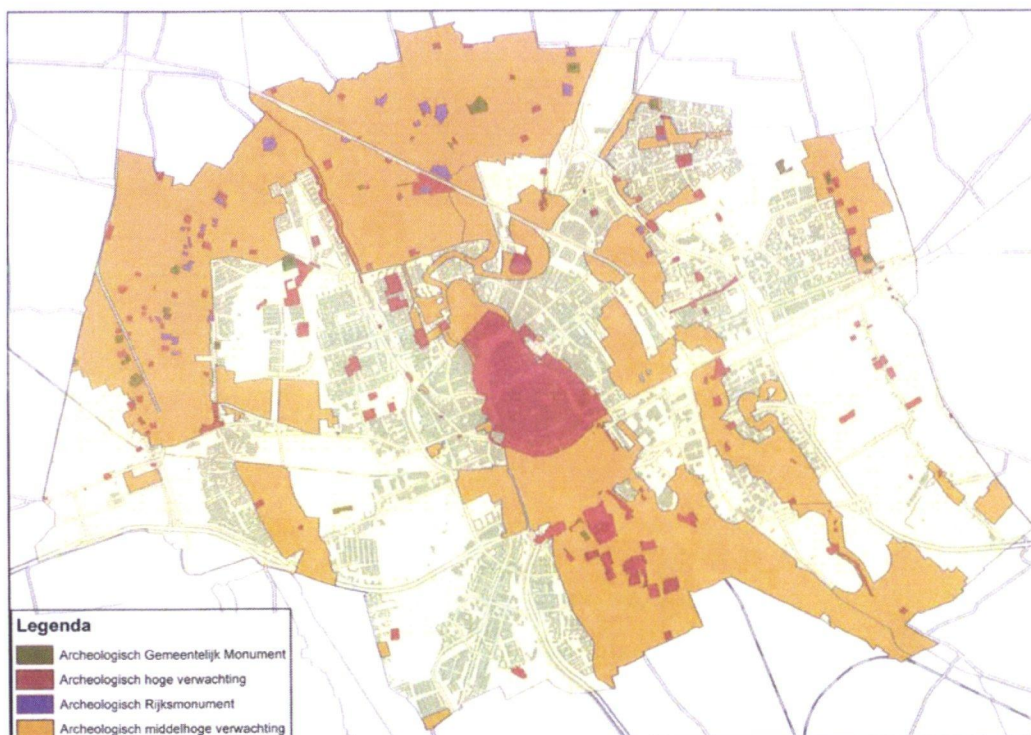 Legenda
Archeologisch Gemeentelijk Monument
Archeologisch hoge verwachting
Archeologisch Rijksmonument
Archeologisch middelhoge verwachting